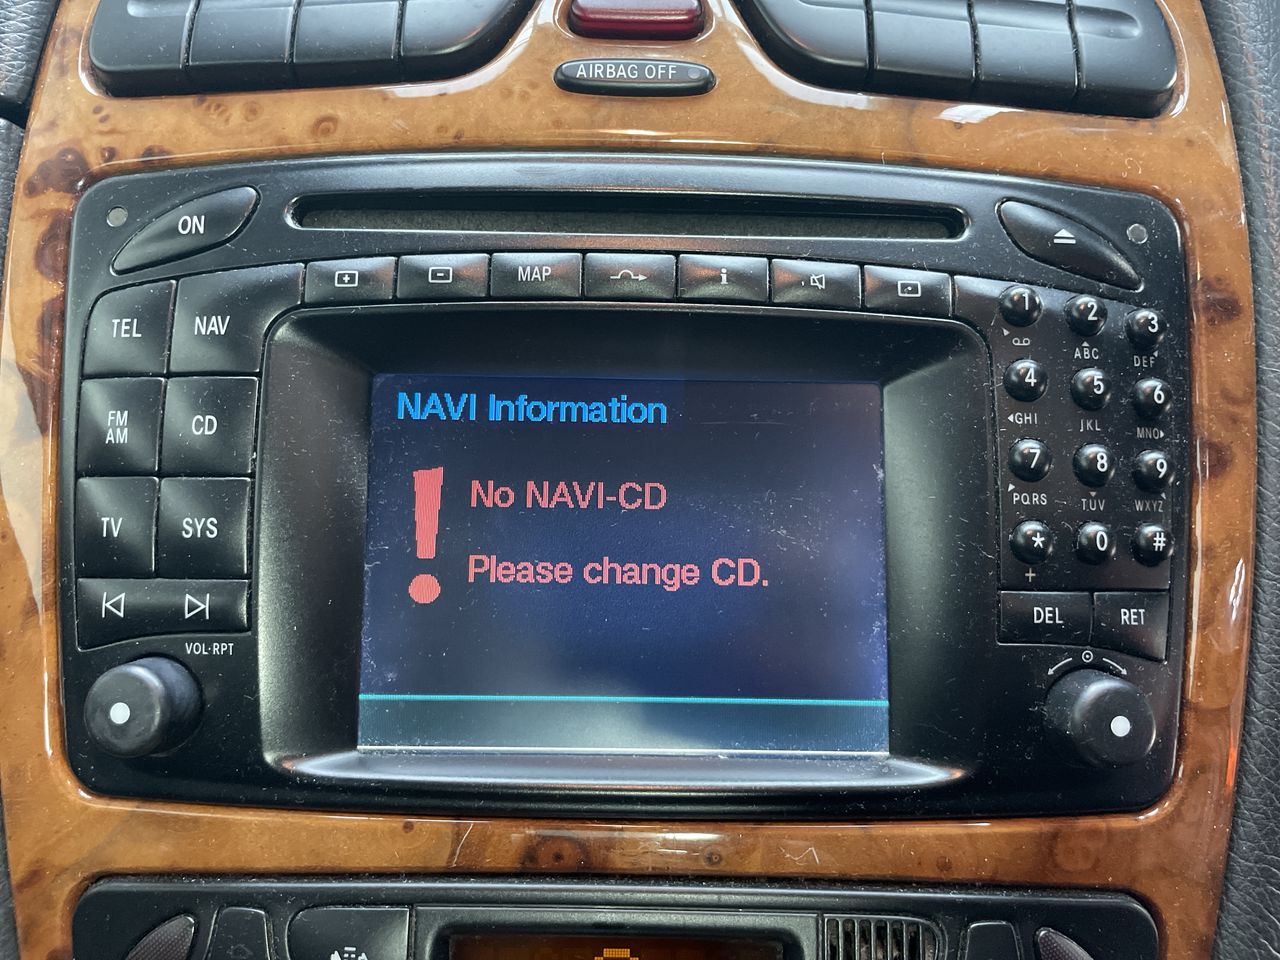 AIRBAG OFF
ON
MAP
i
TEL
NAV
FM
AM
CD
TV
SYS
VOL·RPT
NAVI Information
! No NAVI-CD
Please change CD.
1
2
ABC
3
DEF
4
GHI
5
JKL
6
MNO
7
PQRS
8
TUV
9
WXYZ
*
+
0
#
DEL
RET